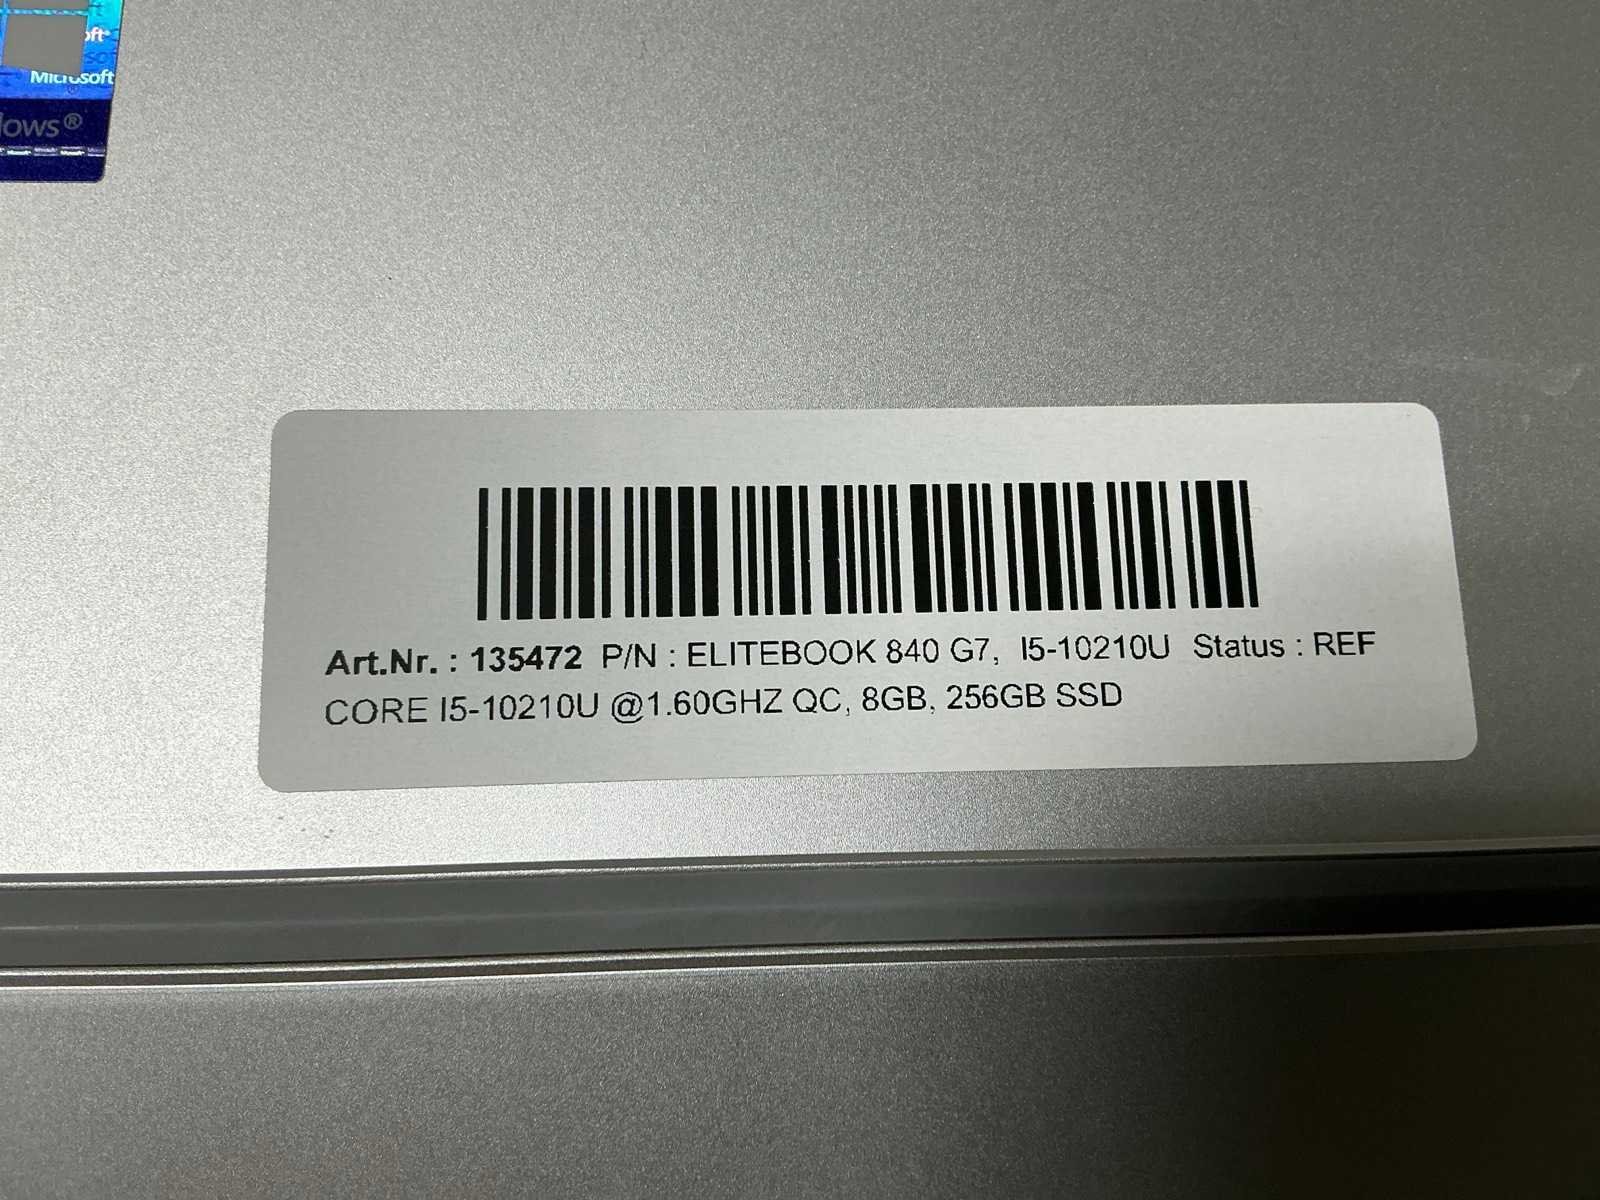 Microsoft
Art.Nr. : 135472 P/N : ELITEBOOK 840 G7, I5-10210U Status : REF
CORE I5-10210U @1.60GHZ QC, 8GB, 256GB SSD